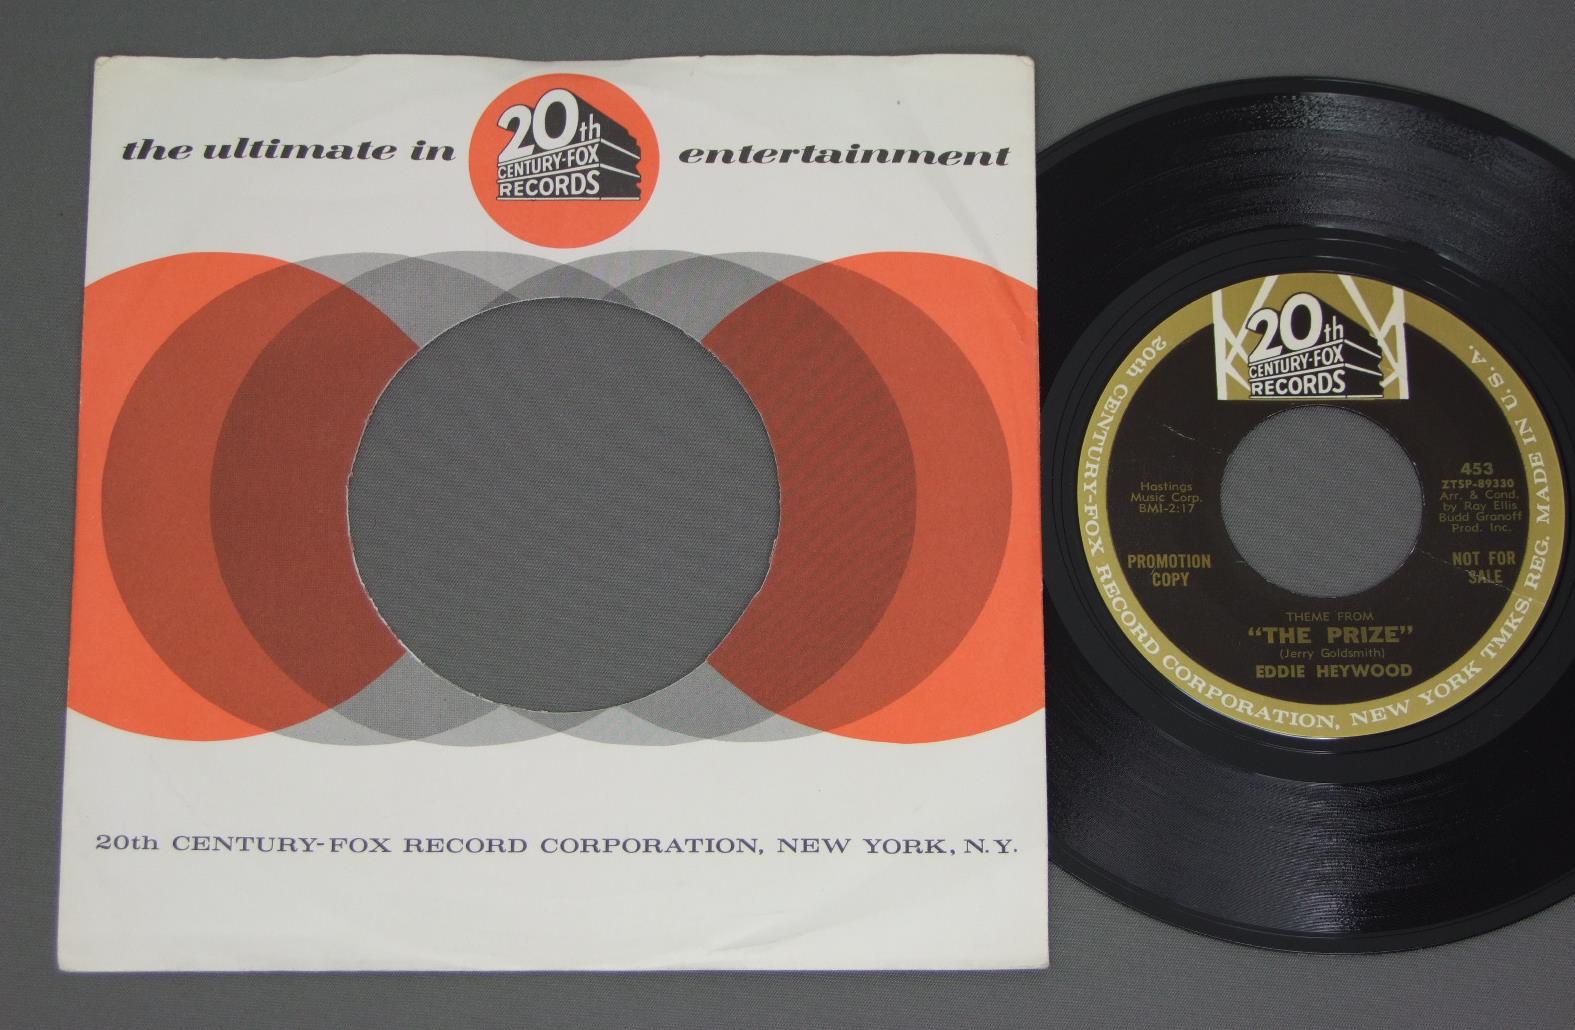 the ultimate in
20th
CENTURY-FOX
RECORDS
entertainment
20th CENTURY-FOX RECORD CORPORATION, NEW YORK, N.Y.
20th
CENTURY-FOX
RECORDS
20th CENTURY-FOX RECORD CORPORATION, NEW YORK TMKS. REG. MADE IN U.S.A.
Hastings
Music Corp.
BMI-2:17
453
ZTSP-89330
Arr. & Cond.
by Ray Ellis
Budd Granoff
Prod. Inc.
PROMOTION
COPY
NOT FOR
SALE
THEME FROM
"THE PRIZE"
(Jerry Goldsmith)
EDDIE HEYWOOD